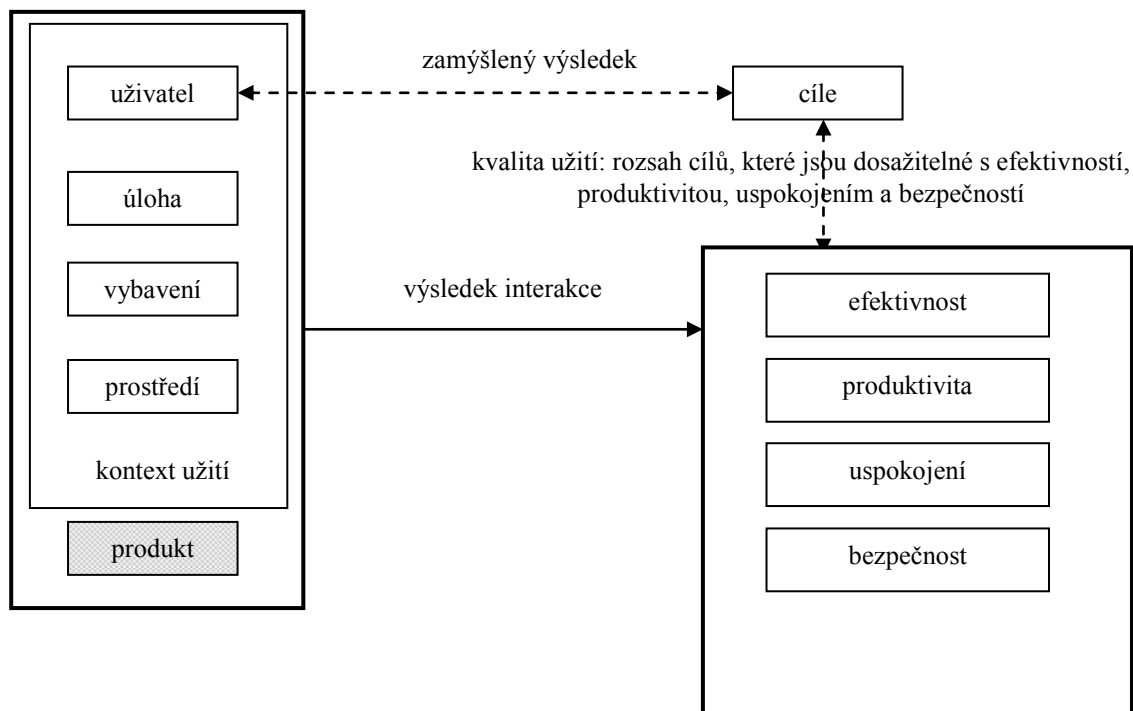 zamýšlený výsledek
uživatel
cíle
kvalita užití: rozsah cílů, které jsou dosažitelné s efektivností,
produktivitou, uspokojením a bezpečností
úloha
vybavení
výsledek interakce
efektivnost
prostředí
produktivita
kontext užití
uspokojení
produkt
bezpečnost